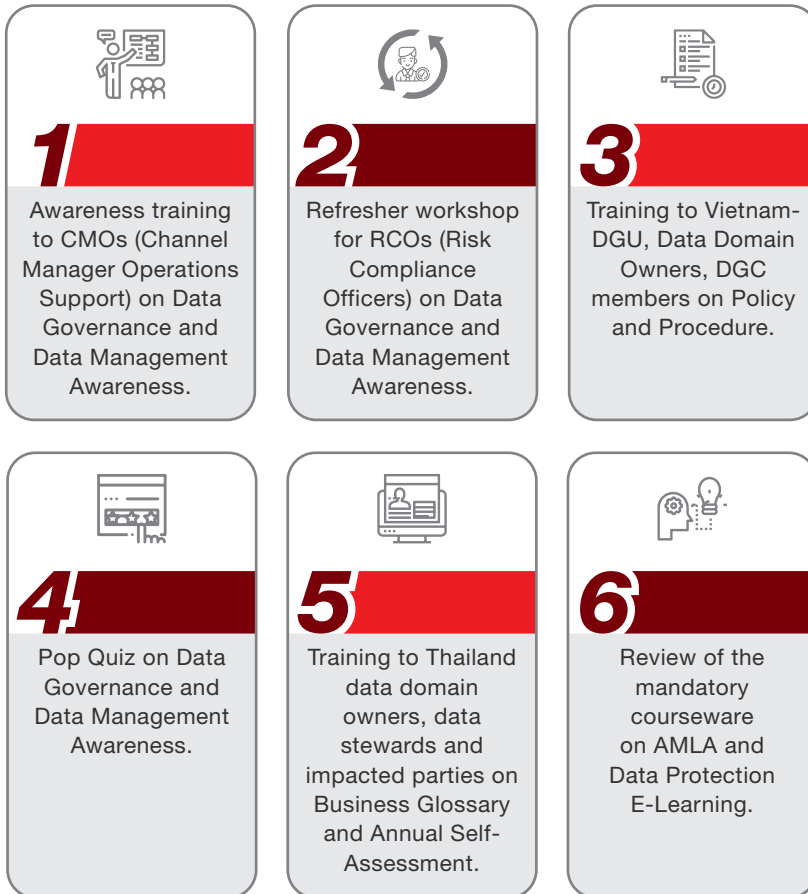 1
Awareness training
to CMOs (Channel
Manager Operations
Support) on Data
Governance and
Data Management
Awareness.
2
Refresher workshop
for RCOs (Risk
Compliance
Officers) on Data
Governance and
Data Management
Awareness.
3
Training to Vietnam-
DGU, Data Domain
Owners, DGC
members on Policy
and Procedure.
4
Pop Quiz on Data
Governance and
Data Management
Awareness.
5
Training to Thailand
data domain
owners, data
stewards and
impacted parties on
Business Glossary
and Annual Self-
Assessment.
6
Review of the
mandatory
courseware
on AMLA and
Data Protection
E-Learning.